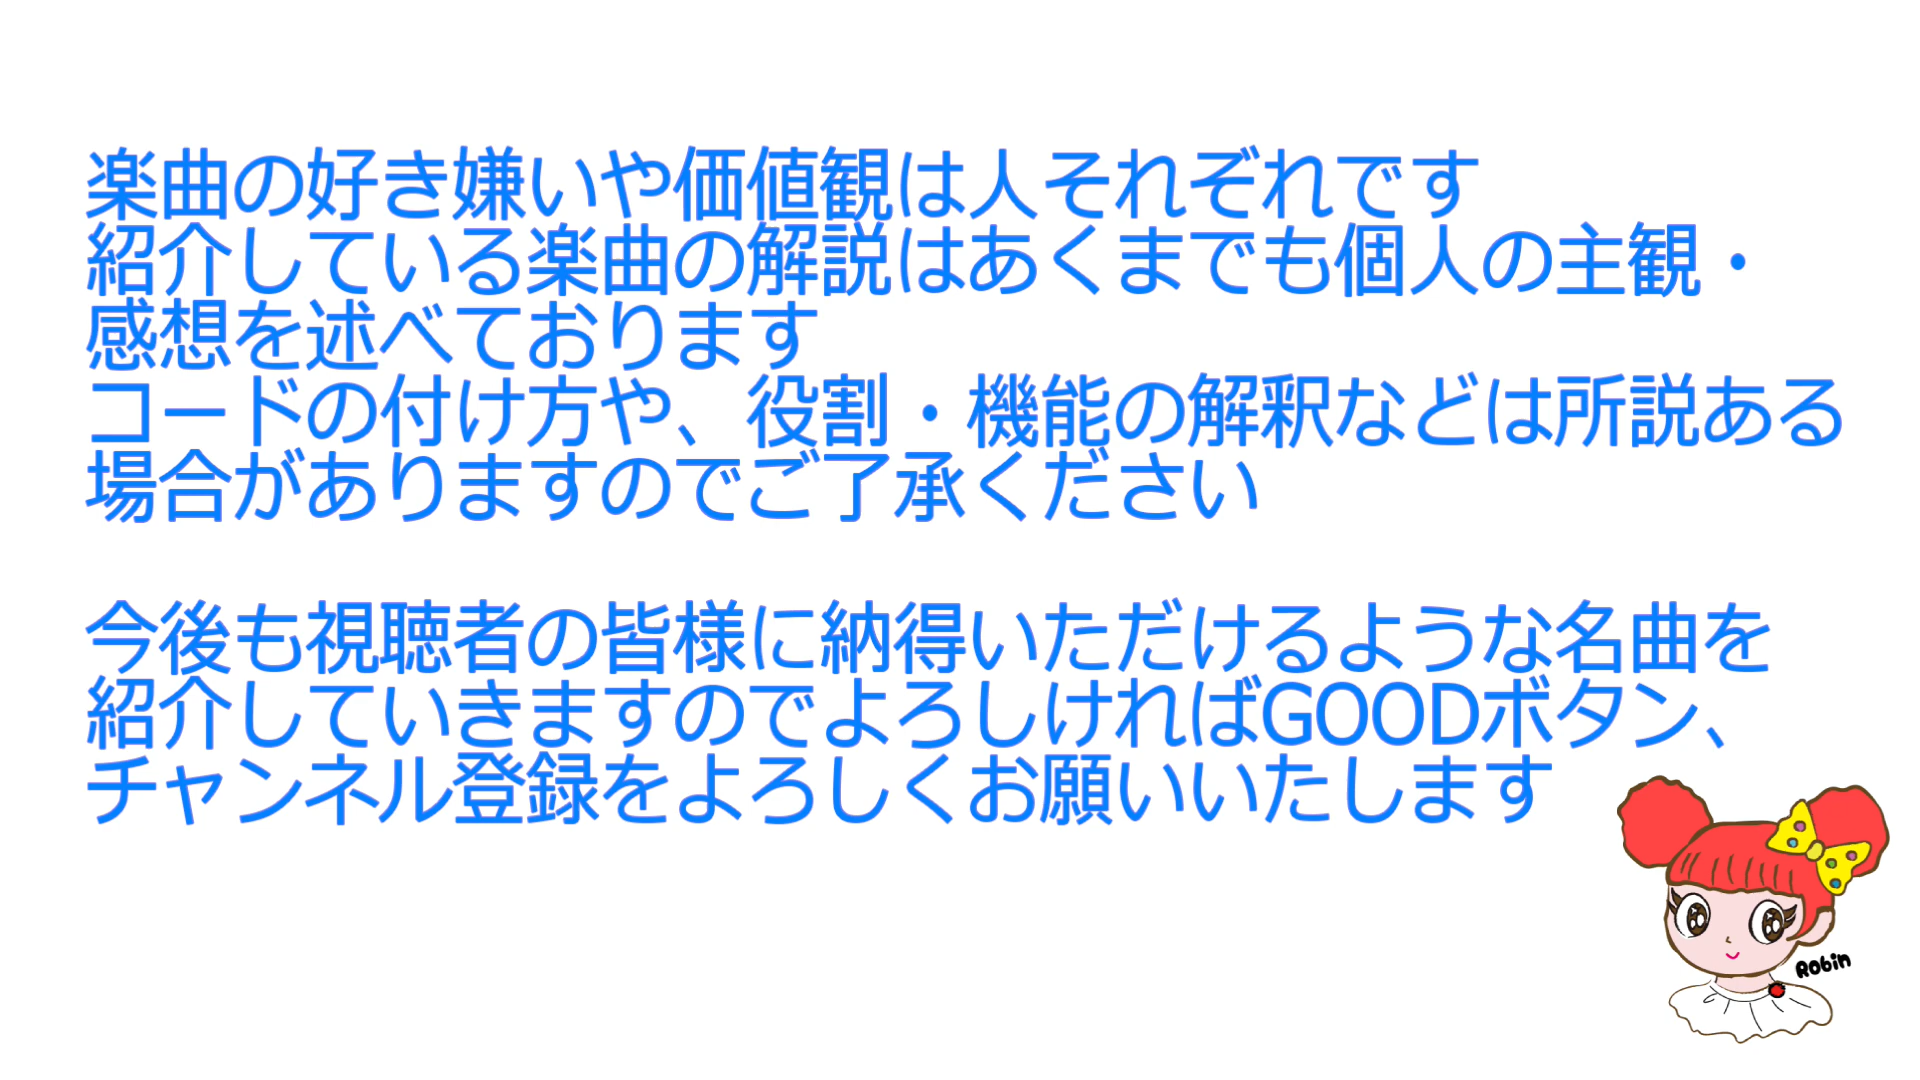 楽曲の好き嫌いや価値観は人それぞれです
紹介している楽曲の解説はあくまでも個人の主観・
感想を述べております
コードの付け方や、役割・機能の解釈などは所説ある
場合がありますのでご了承ください
今後も視聴者の皆様に納得いただけるような名曲を
紹介していきますのでよろしければGOODボタン、
チャンネル登録をよろしくお願いいたします
Robin